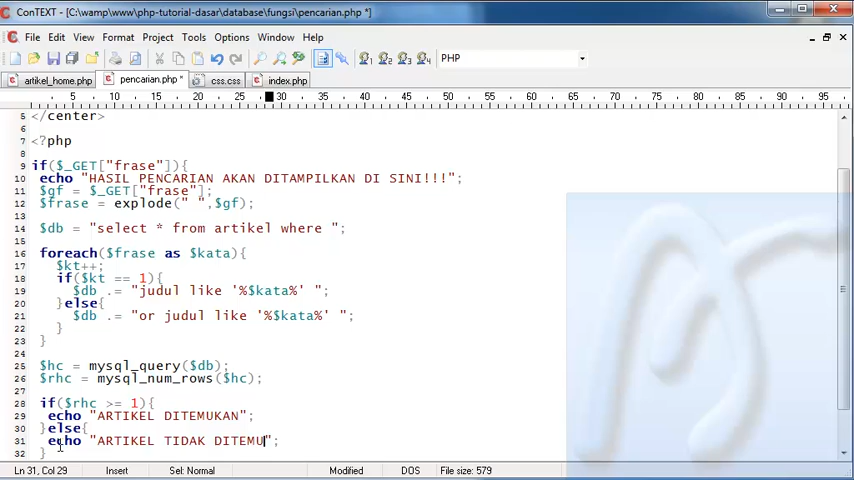 ConTEXT - [C:\wamp\www\php-tutorial-dasar\database\fungsi\pencarian.php *]
File Edit View Format Project Tools Options Window Help
PHP
artikel_home.php pencarian.php * css.css index.php
5 10 15 20 25 30 35 40 45 50 55 60 65 70 75 80 85 90 95
5 </center>
6
7 <?php
8
9 if($_GET["frase"]){
10 echo "HASIL PENCARIAN AKAN DITAMPILKAN DI SINI!!!";
11 $gf = $_GET["frase"];
12 $frase = explode(" ",$gf);
13
14 $db = "select * from artikel where ";
15
16 foreach($frase as $kata){
17 $kt++;
18 if($kt == 1){
19 $db .= "judul like '%$kata%' ";
20 }else{
21 $db .= "or judul like '%$kata%' ";
22 }
23 }
24
25 $hc = mysql_query($db);
26 $rhc = mysql_num_rows($hc);
27
28 if($rhc >= 1){
29 echo "ARTIKEL DITEMUKAN";
30 }else{
31 echo "ARTIKEL TIDAK DITEMU";
32 }
Ln 31, Col 29 Insert Sel: Normal Modified DOS File size: 579